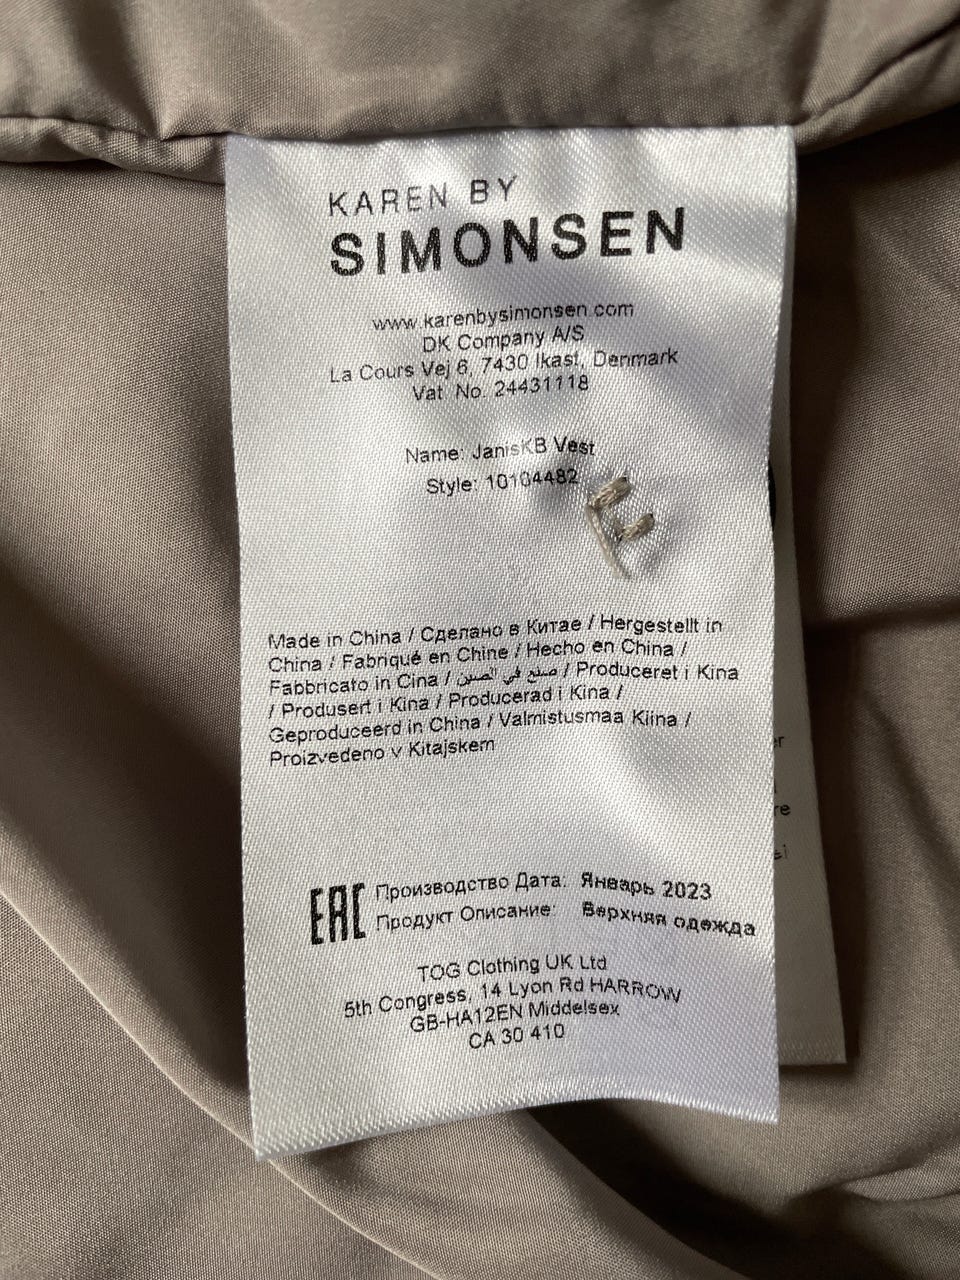 KAREN BY
SIMONSEN
www.karenbysimonsen.com
DK Company A/S
La Cours Vej 6, 7430 Ikast, Denmark
Vat. No. 24431118
Name: JanisKB Vest
Style: 10104482
Made in China / Сделано в Китае / Hergestellt in
China / Fabriqué en Chine / Hecho en China /
Fabbricato in Cina / صنع في الصين / Produceret i Kina
/ Produsert i Kina / Producerad i Kina /
Geproduceerd in China / Valmistusmaa Kiina /
Proizvedeno v Kitajskem
EAC Производство Дата: Январь 2023
Продукт Описание: Верхняя одежда
TOG Clothing UK Ltd
5th Congress, 14 Lyon Rd HARROW
GB-HA12EN Middelsex
CA 30 410